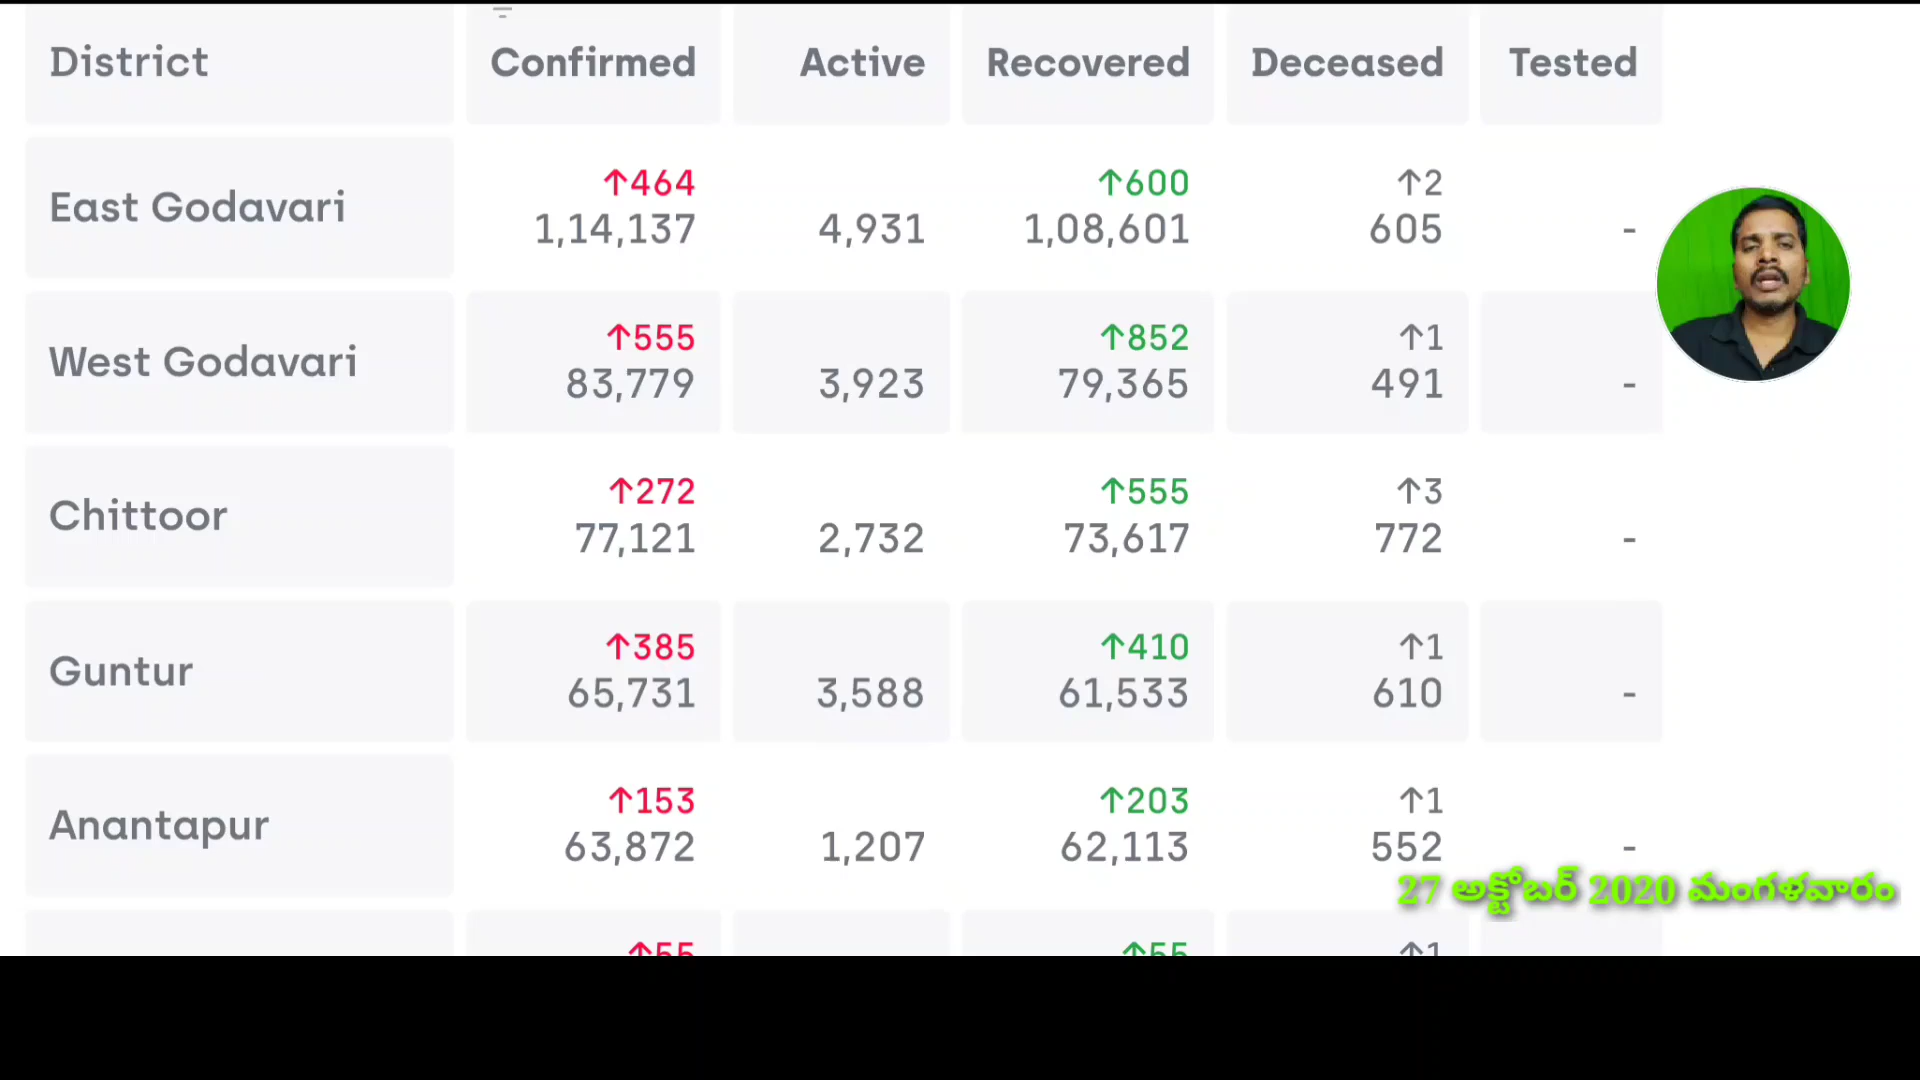 District Confirmed Active Recovered Deceased Tested
↑464 ↑600 ↑2
East Godavari 1,14,137 4,931 1,08,601 605 -
↑555 ↑852 ↑1
West Godavari 83,779 3,923 79,365 491 -
↑272 ↑555 ↑3
Chittoor 77,121 2,732 73,617 772 -
↑385 ↑410 ↑1
Guntur 65,731 3,588 61,533 610 -
↑153 ↑203 ↑1
Anantapur 63,872 1,207 62,113 552 -
27 అక్టోబర్ 2020 మంగళవారం
↑55 ↑55 ↑1